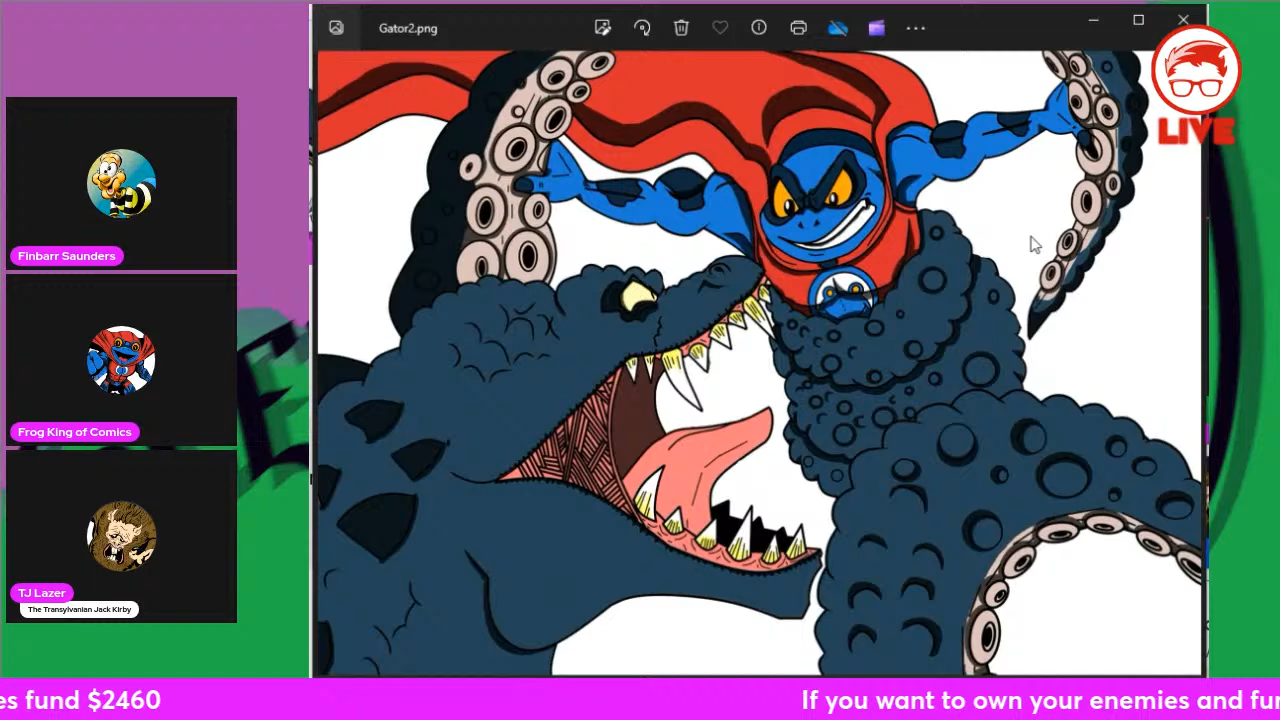 Gator2.png
LIVE
Finbarr Saunders
Frog King of Comics
TJ Lazer
The Transylvanian Jack Kirby
es fund $2460
If you want to own your enemies and fur